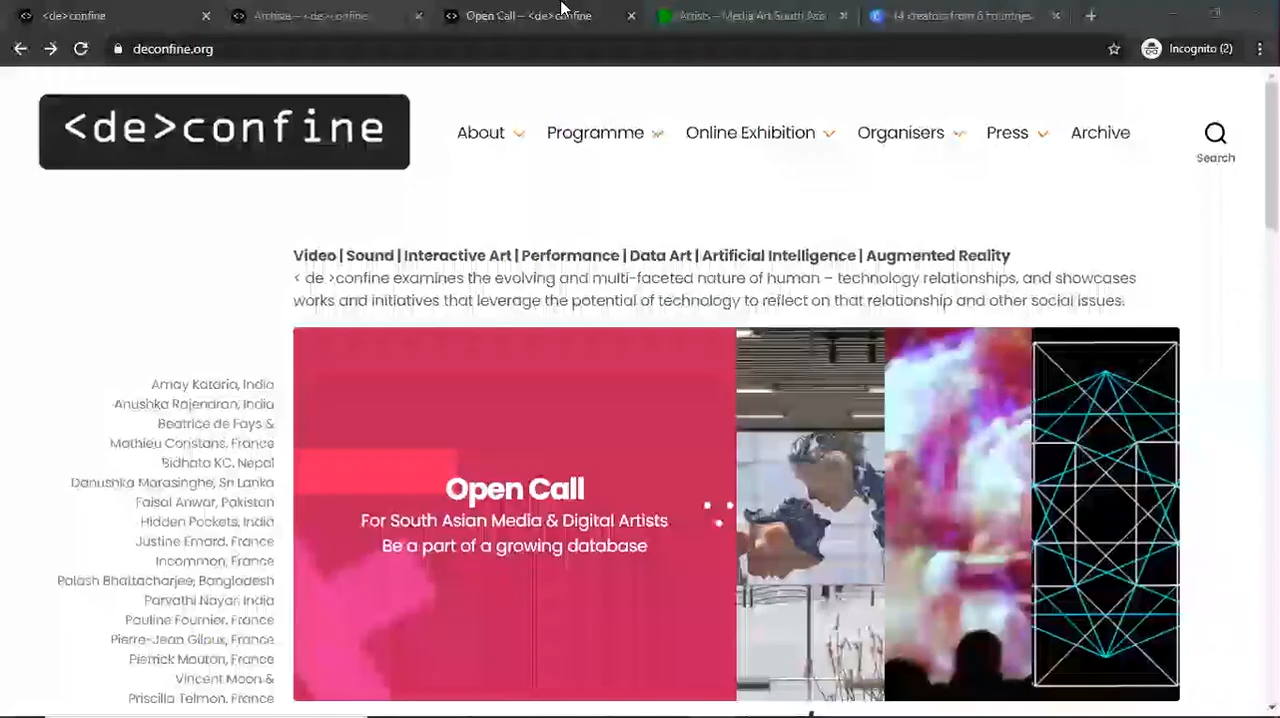 <de>confine
Archive – <de>confine
Open Call – <de>confine
Artists – Media Art South Asia
14 creators from 6 countries
deconfine.org
Incognito (2)
<de>confine
About
Programme
Online Exhibition
Organisers
Press
Archive
Search
Video | Sound | Interactive Art | Performance | Data Art | Artificial Intelligence | Augmented Reality
< de >confine examines the evolving and multi-faceted nature of human – technology relationships, and showcases
works and initiatives that leverage the potential of technology to reflect on that relationship and other social issues.
Amay Kataria, India
Anushka Rajendran, India
Beatrice de Fays &
Mathieu Constans, France
Bidhata KC, Nepal
Danushka Marasinghe, Sri Lanka
Faisal Anwar, Pakistan
Hidden Pockets, India
Justine Emard, France
Incommon, France
Palash Bhattacharjee, Bangladesh
Parvathi Nayar, India
Pauline Fournier, France
Pierre-Jean Giloux, France
Pierrick Mouton, France
Vincent Moon &
Priscilla Telmon, France
Open Call
For South Asian Media & Digital Artists
Be a part of a growing database